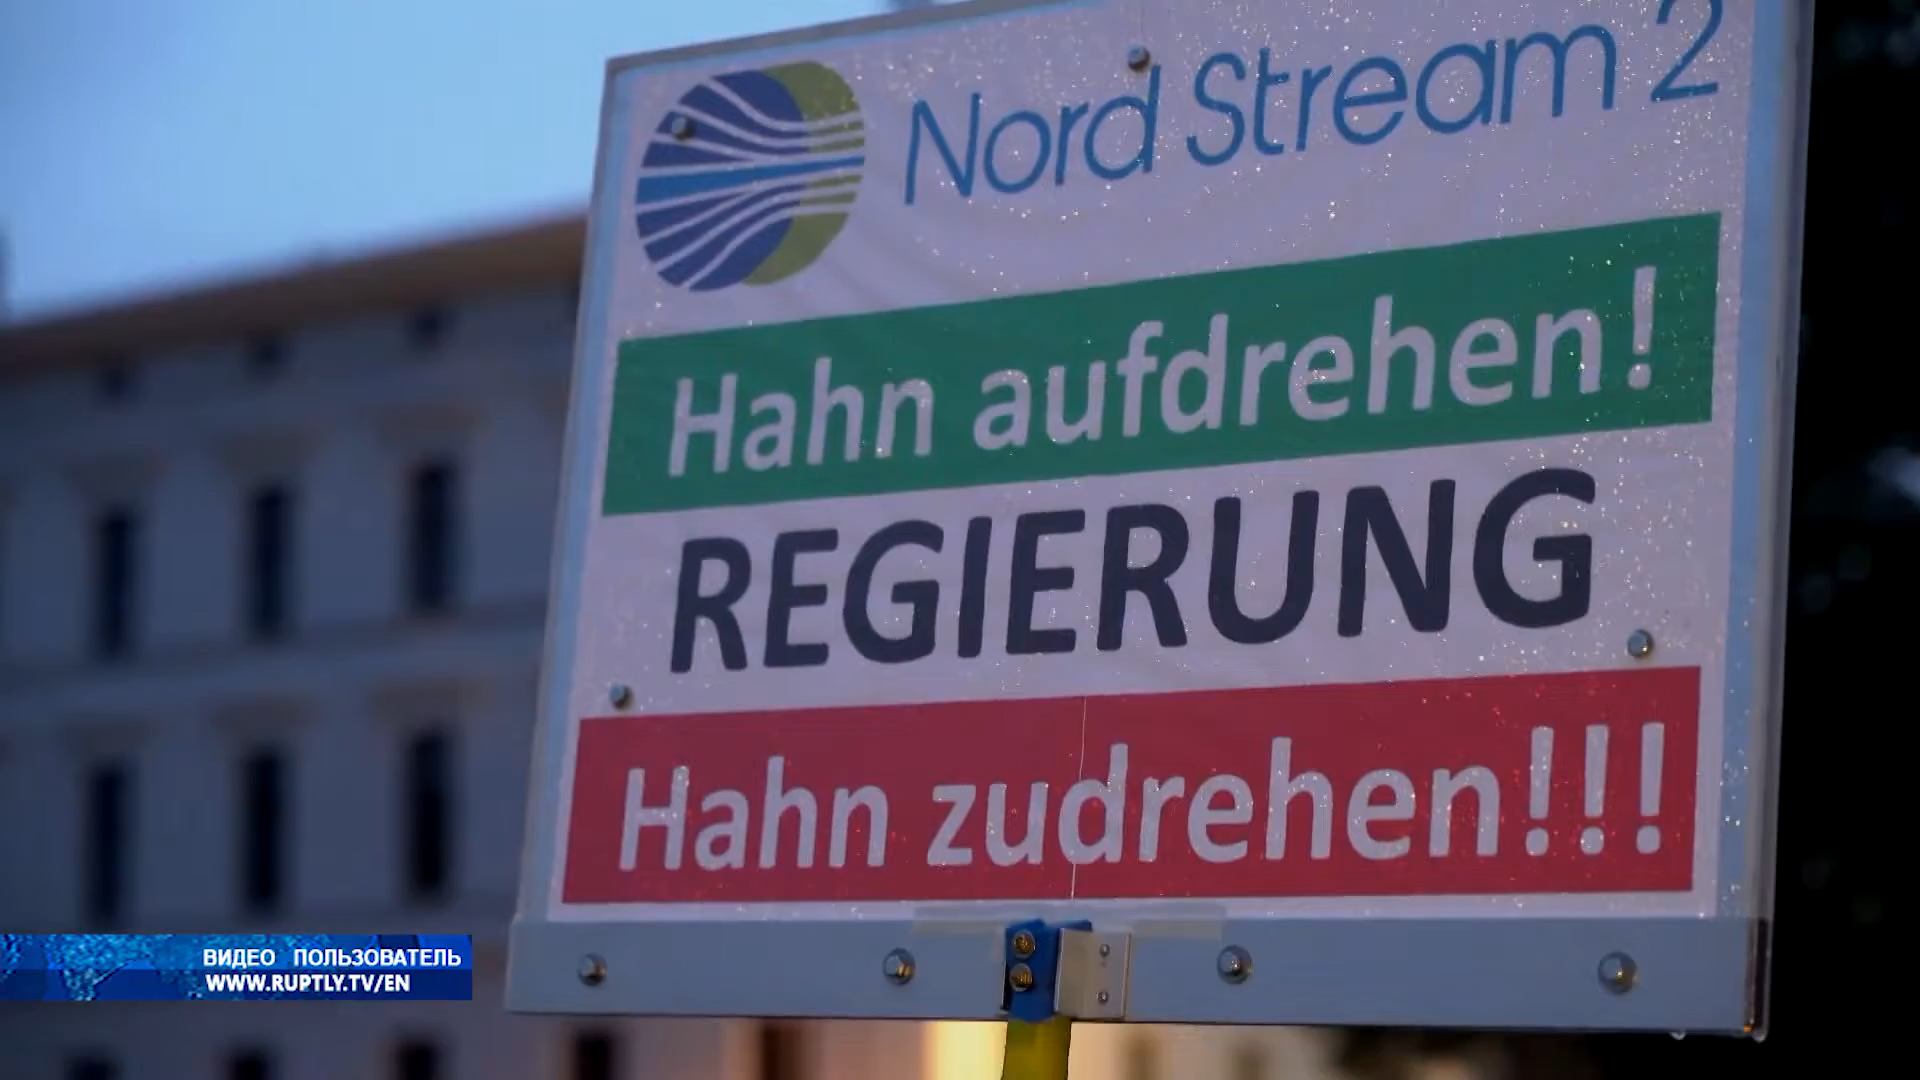 Nord Stream 2
Hahn aufdrehen!
REGIERUNG
Hahn zudrehen!!!
ВИДЕО ПОЛЬЗОВАТЕЛЬ
WWW.RUPTLY.TV/EN